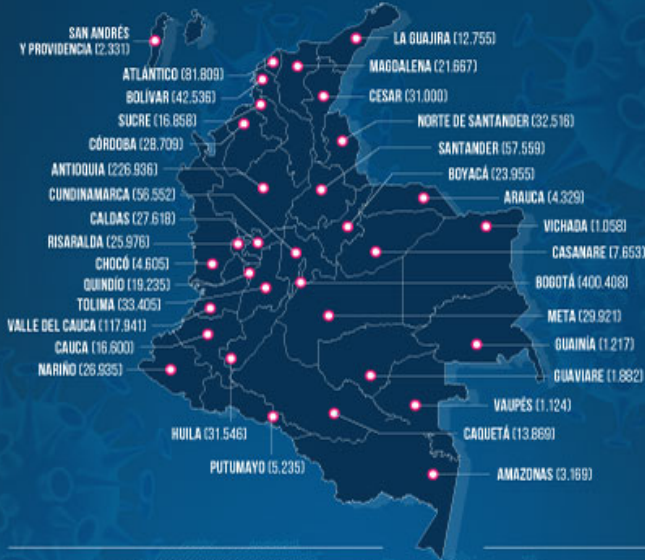 SAN ANDRÉS
Y PROVIDENCIA (2.331)
ATLÁNTICO (81.809)
BOLÍVAR (42.536)
SUCRE (16.858)
CÓRDOBA (28.709)
ANTIOQUIA (226.936)
CUNDINAMARCA (56.552)
CALDAS (27.618)
RISARALDA (25.976)
CHOCÓ (4.605)
QUINDÍO (19.235)
TOLIMA (33.405)
VALLE DEL CAUCA (117.941)
CAUCA (16.600)
NARIÑO (26.935)
HUILA (31.546)
PUTUMAYO (5.235)
LA GUAJIRA (12.755)
MAGDALENA (21.667)
CESAR (31.000)
NORTE DE SANTANDER (32.516)
SANTANDER (57.559)
BOYACÁ (23.955)
ARAUCA (4.329)
VICHADA (1.058)
CASANARE (7.653)
BOGOTÁ (400.408)
META (29.921)
GUAINÍA (1.217)
GUAVIARE (1.882)
VAUPÉS (1.124)
CAQUETÁ (13.869)
AMAZONAS (3.169)